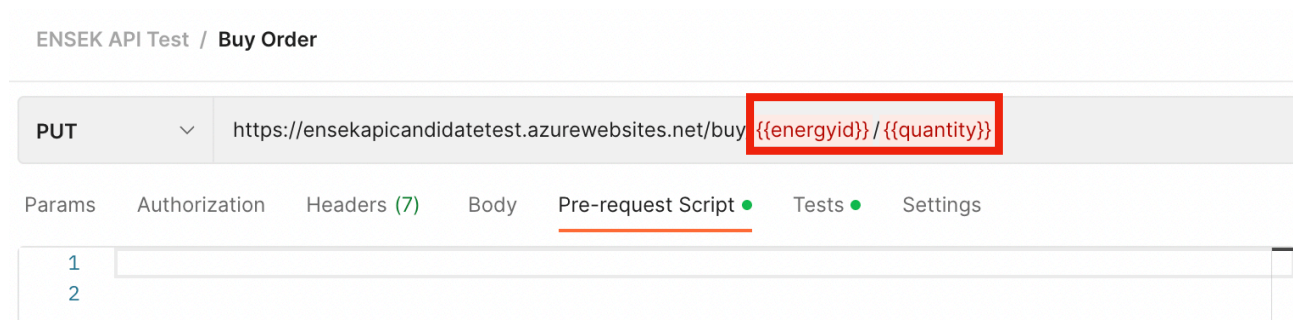 ENSEK API Test / Buy Order
PUT https://ensekapicandidatetest.azurewebsites.net/buy {{energyid}}/{{quantity}}
Params Authorization Headers (7) Body Pre-request Script Tests Settings
1
2